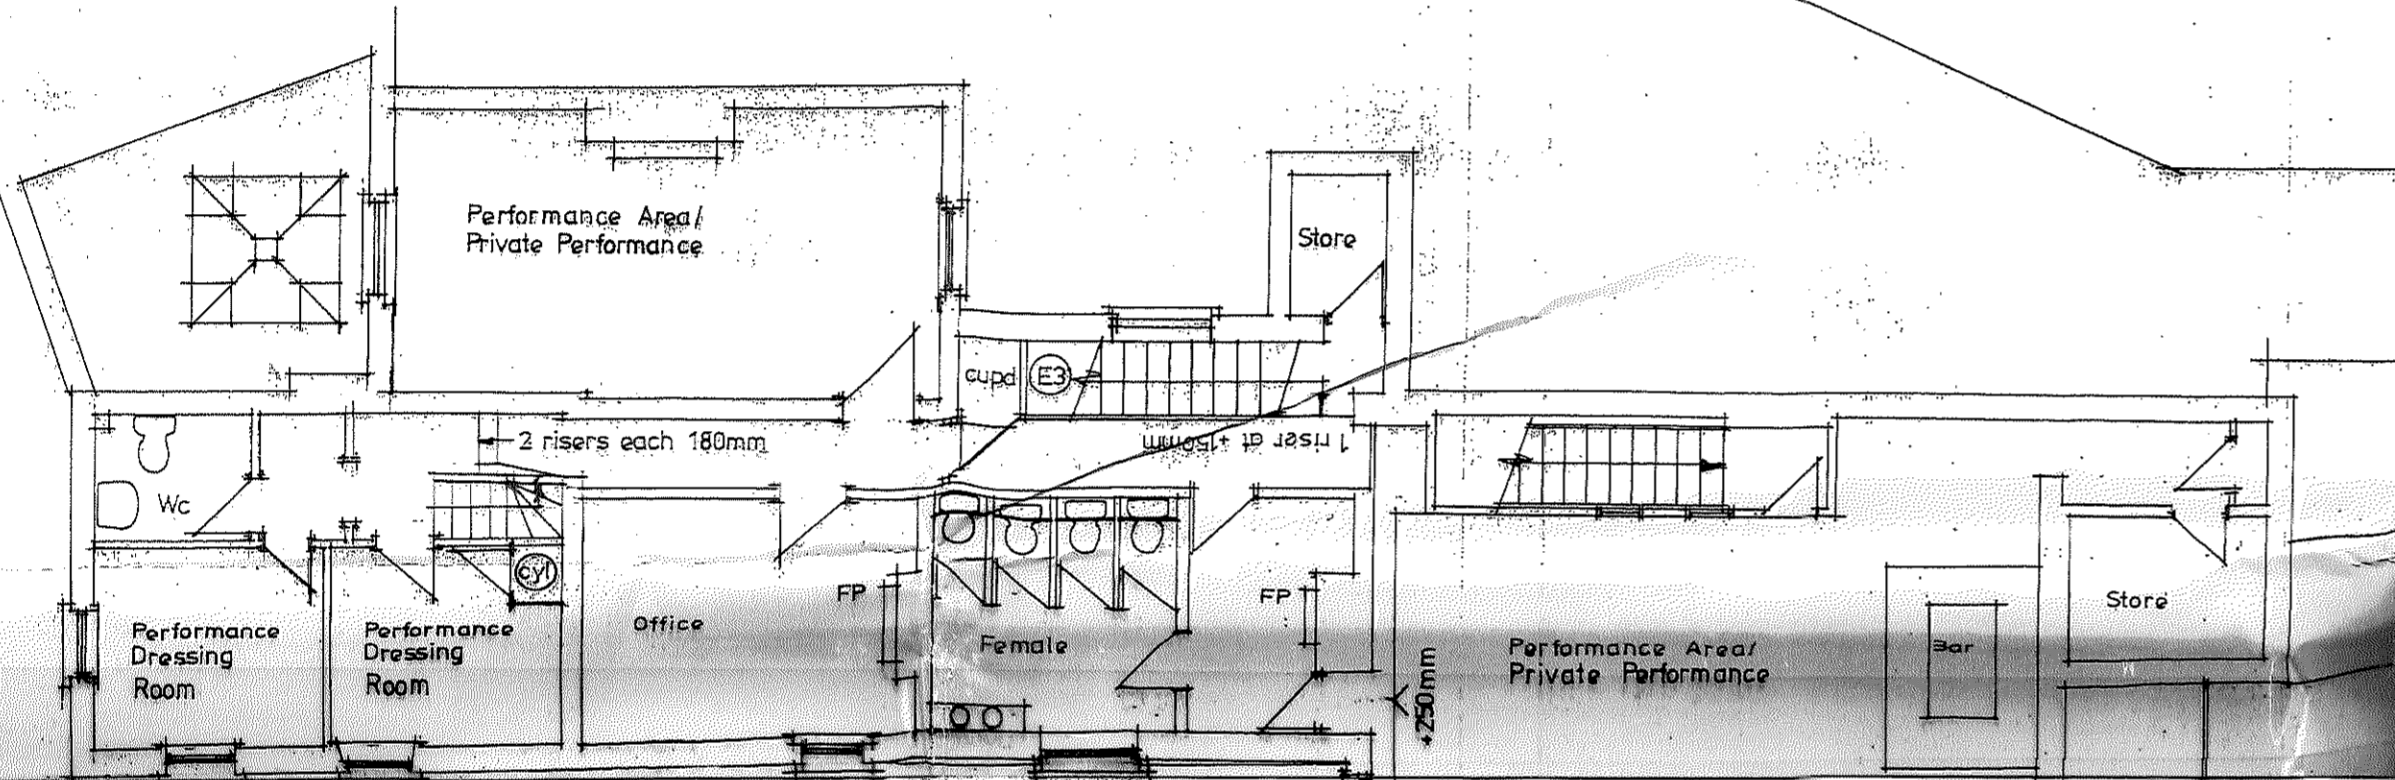 Performance Area/
Private Performance
Store
cupd
E3
2 risers each 180mm
1 riser at +150mm
Wc
cyl
FP
FP
Performance
Dressing
Room
Performance
Dressing
Room
Office
Female
+250mm
Performance Area/
Private Performance
Bar
Store